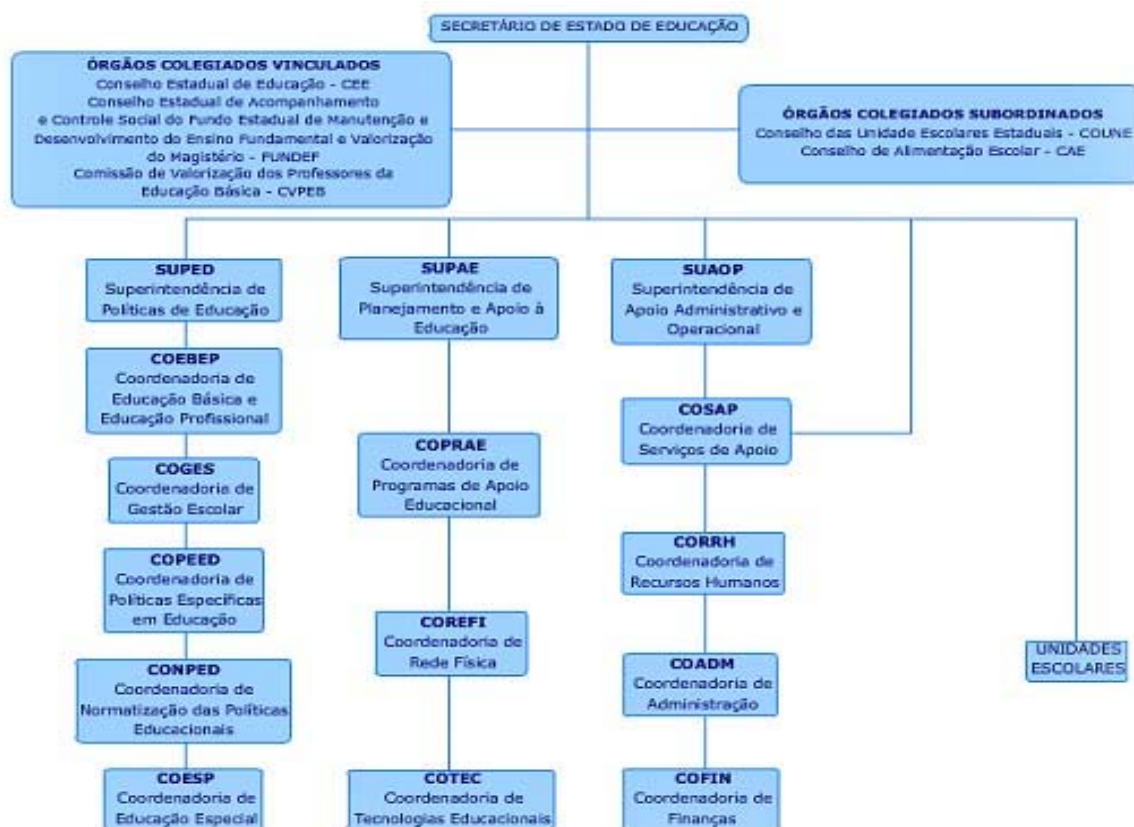 SECRETÁRIO DE ESTADO DE EDUCAÇÃO
ÓRGÃOS COLEGIADOS VINCULADOS
Conselho Estadual de Educação - CEE
Conselho Estadual de Acompanhamento
e Controle Social do Fundo Estadual de Manutenção e
Desenvolvimento do Ensino Fundamental e Valorização
do Magistério - FUNDEF
Comissão de Valorização dos Professores da
Educação Básica - CVPEB
ÓRGÃOS COLEGIADOS SUBORDINADOS
Conselho das Unidade Escolares Estaduais - COUNE
Conselho de Alimentação Escolar - CAE
SUPED
Superintendência de
Políticas de Educação
COEBEP
Coordenadoria de
Educação Básica e
Educação Profissional
COGES
Coordenadoria de
Gestão Escolar
COPEED
Coordenadoria de
Políticas Específicas
em Educação
CONPED
Coordenadoria de
Normatização das Políticas
Educacionais
COESP
Coordenadoria de
Educação Especial
SUPAE
Superintendência de
Planejamento e Apoio à
Educação
COPRAE
Coordenadoria de
Programas de Apoio
Educacional
COREFI
Coordenadoria de
Rede Física
COTEC
Coordenadoria de
Tecnologias Educacionais
SUAOP
Superintendência de
Apoio Administrativo e
Operacional
COSAP
Coordenadoria de
Serviços de Apoio
CORRH
Coordenadoria de
Recursos Humanos
COADM
Coordenadoria de
Administração
COFIN
Coordenadoria de
Finanças
UNIDADES
ESCOLARES